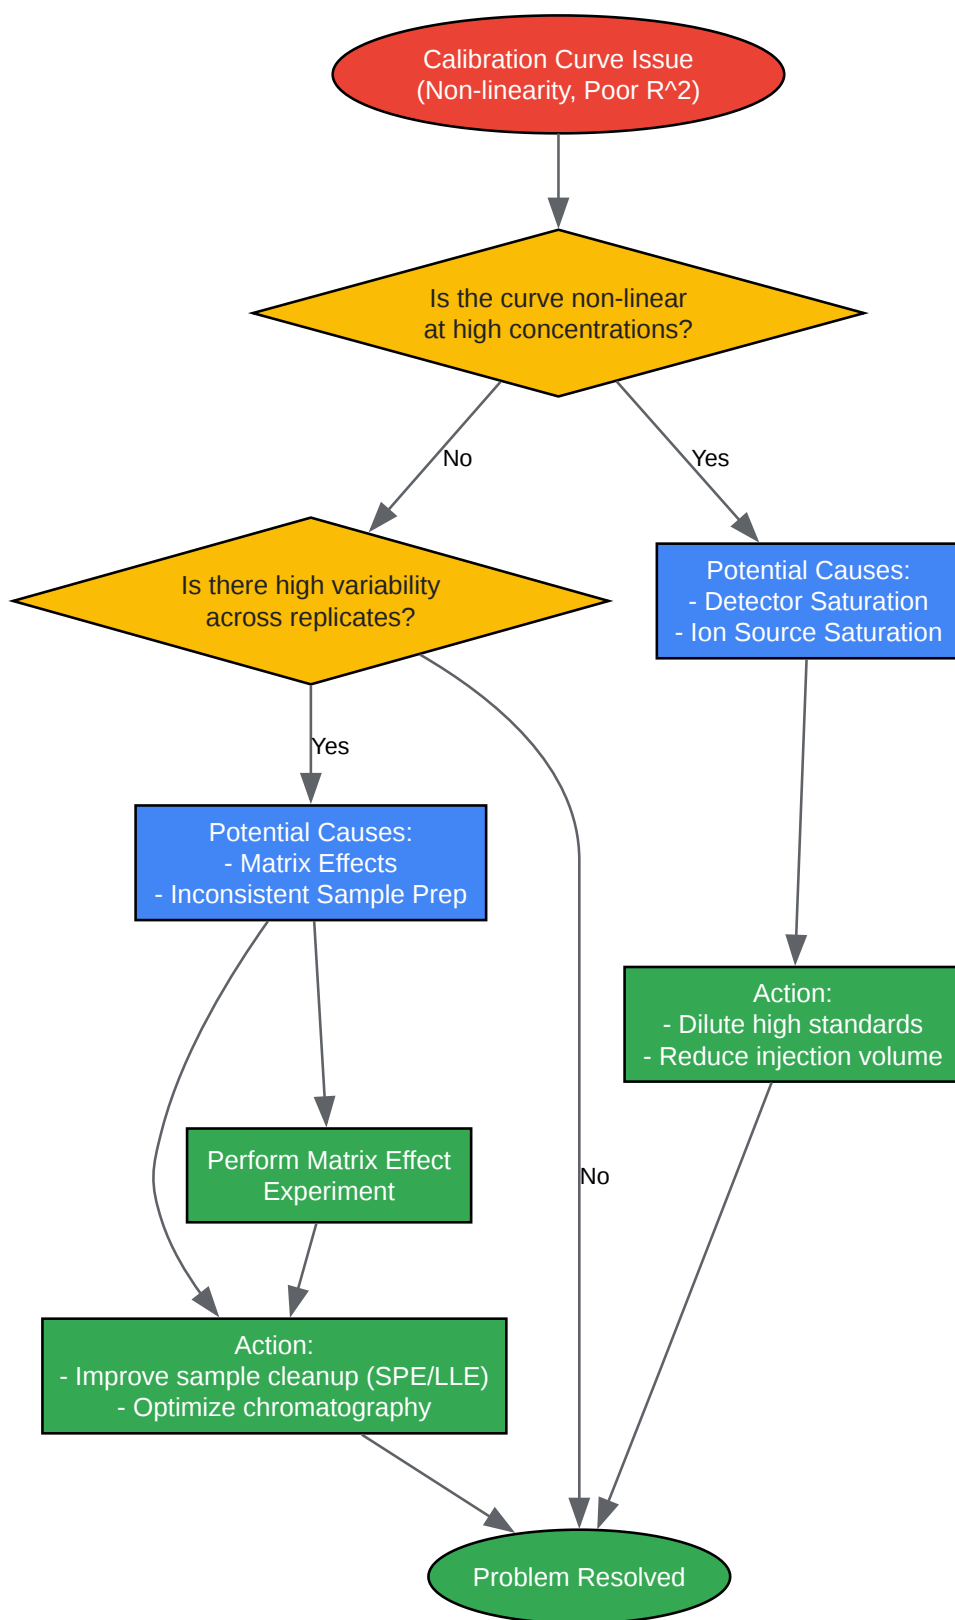 Calibration Curve Issue
(Non-linearity, Poor R^2)
Is the curve non-linear
at high concentrations?
No
Yes
Is there high variability
across replicates?
Potential Causes:
- Detector Saturation
- Ion Source Saturation
Yes
Potential Causes:
- Matrix Effects
- Inconsistent Sample Prep
Action:
- Dilute high standards
- Reduce injection volume
Perform Matrix Effect
Experiment
No
Action:
- Improve sample cleanup (SPE/LLE)
- Optimize chromatography
Problem Resolved